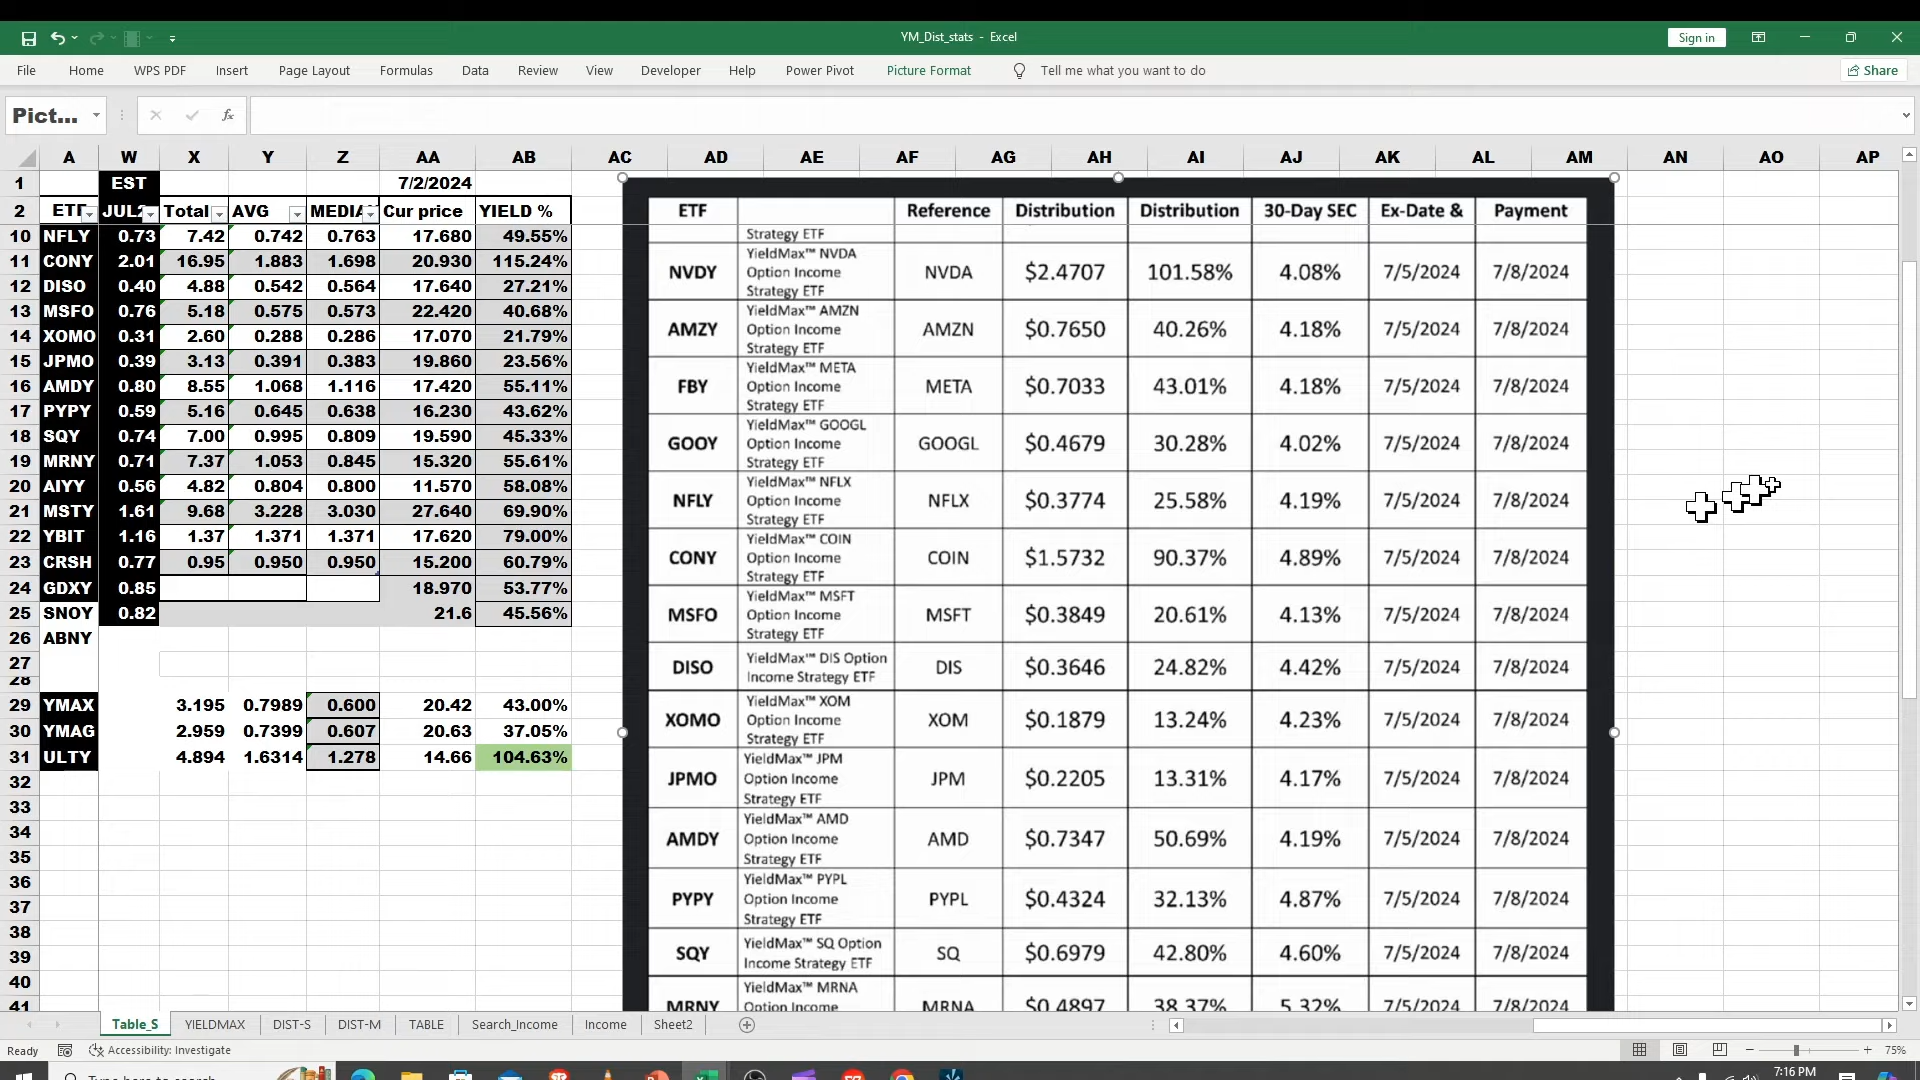 YM_Dist_stats - Excel
Sign in
File Home WPS PDF Insert Page Layout Formulas Data Review View Developer Help Power Pivot Picture Format Tell me what you want to do Share
Pict... fx
A W X Y Z AA AB AC AD AE AF AG AH AI AJ AK AL AM AN AO AP
1 EST 7/2/2024
2 ETF Total AVG Cur price YIELD %
10 NFLY 0.73 7.42 0.742 0.763 17.680 49.55%
11 CONY 2.01 16.95 1.883 1.698 20.930 115.24%
12 DISO 0.40 4.88 0.542 0.564 17.640 27.21%
13 MSFO 0.76 5.18 0.575 0.573 22.420 40.68%
14 XOMO 0.31 2.60 0.288 0.286 17.070 21.79%
15 JPMO 0.39 3.13 0.391 0.383 19.860 23.56%
16 AMDY 0.80 8.55 1.068 1.116 17.420 55.11%
17 PYPY 0.59 5.16 0.645 0.638 16.230 43.62%
18 SQY 0.74 7.00 0.995 0.809 19.590 45.33%
19 MRNY 0.71 7.37 1.053 0.845 15.320 55.61%
20 AIYY 0.56 4.82 0.804 0.800 11.570 58.08%
21 MSTY 1.61 9.68 3.228 3.030 27.640 69.90%
22 YBIT 1.16 1.37 1.371 1.371 17.620 79.00%
23 CRSH 0.77 0.95 0.950 0.950 15.200 60.79%
24 GDXY 0.85 18.970 53.77%
25 SNOY 0.82 21.6 45.56%
26 ABNY
27
28
29 YMAX 3.195 0.7989 0.600 20.42 43.00%
30 YMAG 2.959 0.7399 0.607 20.63 37.05%
31 ULTY 4.894 1.6314 1.278 14.66 104.63%
32
33
34
35
36
37
38
39
40
41
ETF Reference Distribution Distribution 30-Day SEC Ex-Date & Payment
Strategy ETF
YieldMax™ NVDA
NVDY Option Income NVDA $2.4707 101.58% 4.08% 7/5/2024 7/8/2024
Strategy ETF
YieldMax™ AMZN
AMZY Option Income AMZN $0.7650 40.26% 4.18% 7/5/2024 7/8/2024
Strategy ETF
YieldMax™ META
FBY Option Income META $0.7033 43.01% 4.18% 7/5/2024 7/8/2024
Strategy ETF
YieldMax™ GOOGL
GOOY Option Income GOOGL $0.4679 30.28% 4.02% 7/5/2024 7/8/2024
Strategy ETF
YieldMax™ NFLX
NFLY Option Income NFLX $0.3774 25.58% 4.19% 7/5/2024 7/8/2024
Strategy ETF
YieldMax™ COIN
CONY Option Income COIN $1.5732 90.37% 4.89% 7/5/2024 7/8/2024
Strategy ETF
YieldMax™ MSFT
MSFO Option Income MSFT $0.3849 20.61% 4.13% 7/5/2024 7/8/2024
Strategy ETF
YieldMax™ DIS Option
DISO DIS $0.3646 24.82% 4.42% 7/5/2024 7/8/2024
Income Strategy ETF
YieldMax™ XOM
XOMO Option Income XOM $0.1879 13.24% 4.23% 7/5/2024 7/8/2024
Strategy ETF
YieldMax™ JPM
JPMO Option Income JPM $0.2205 13.31% 4.17% 7/5/2024 7/8/2024
Strategy ETF
YieldMax™ AMD
AMDY Option Income AMD $0.7347 50.69% 4.19% 7/5/2024 7/8/2024
Strategy ETF
YieldMax™ PYPL
PYPY Option Income PYPL $0.4324 32.13% 4.87% 7/5/2024 7/8/2024
Strategy ETF
YieldMax™ SQ Option
SQY SQ $0.6979 42.80% 4.60% 7/5/2024 7/8/2024
Income Strategy ETF
YieldMax™ MRNA
MRNY Option Income MRNA $0.4897 38.37% 5.32% 7/5/2024 7/8/2024
Table_S YIELDMAX DIST-S DIST-M TABLE Search_Income Income Sheet2
Ready Accessibility: Investigate 75%
Type here to search 7:16 PM